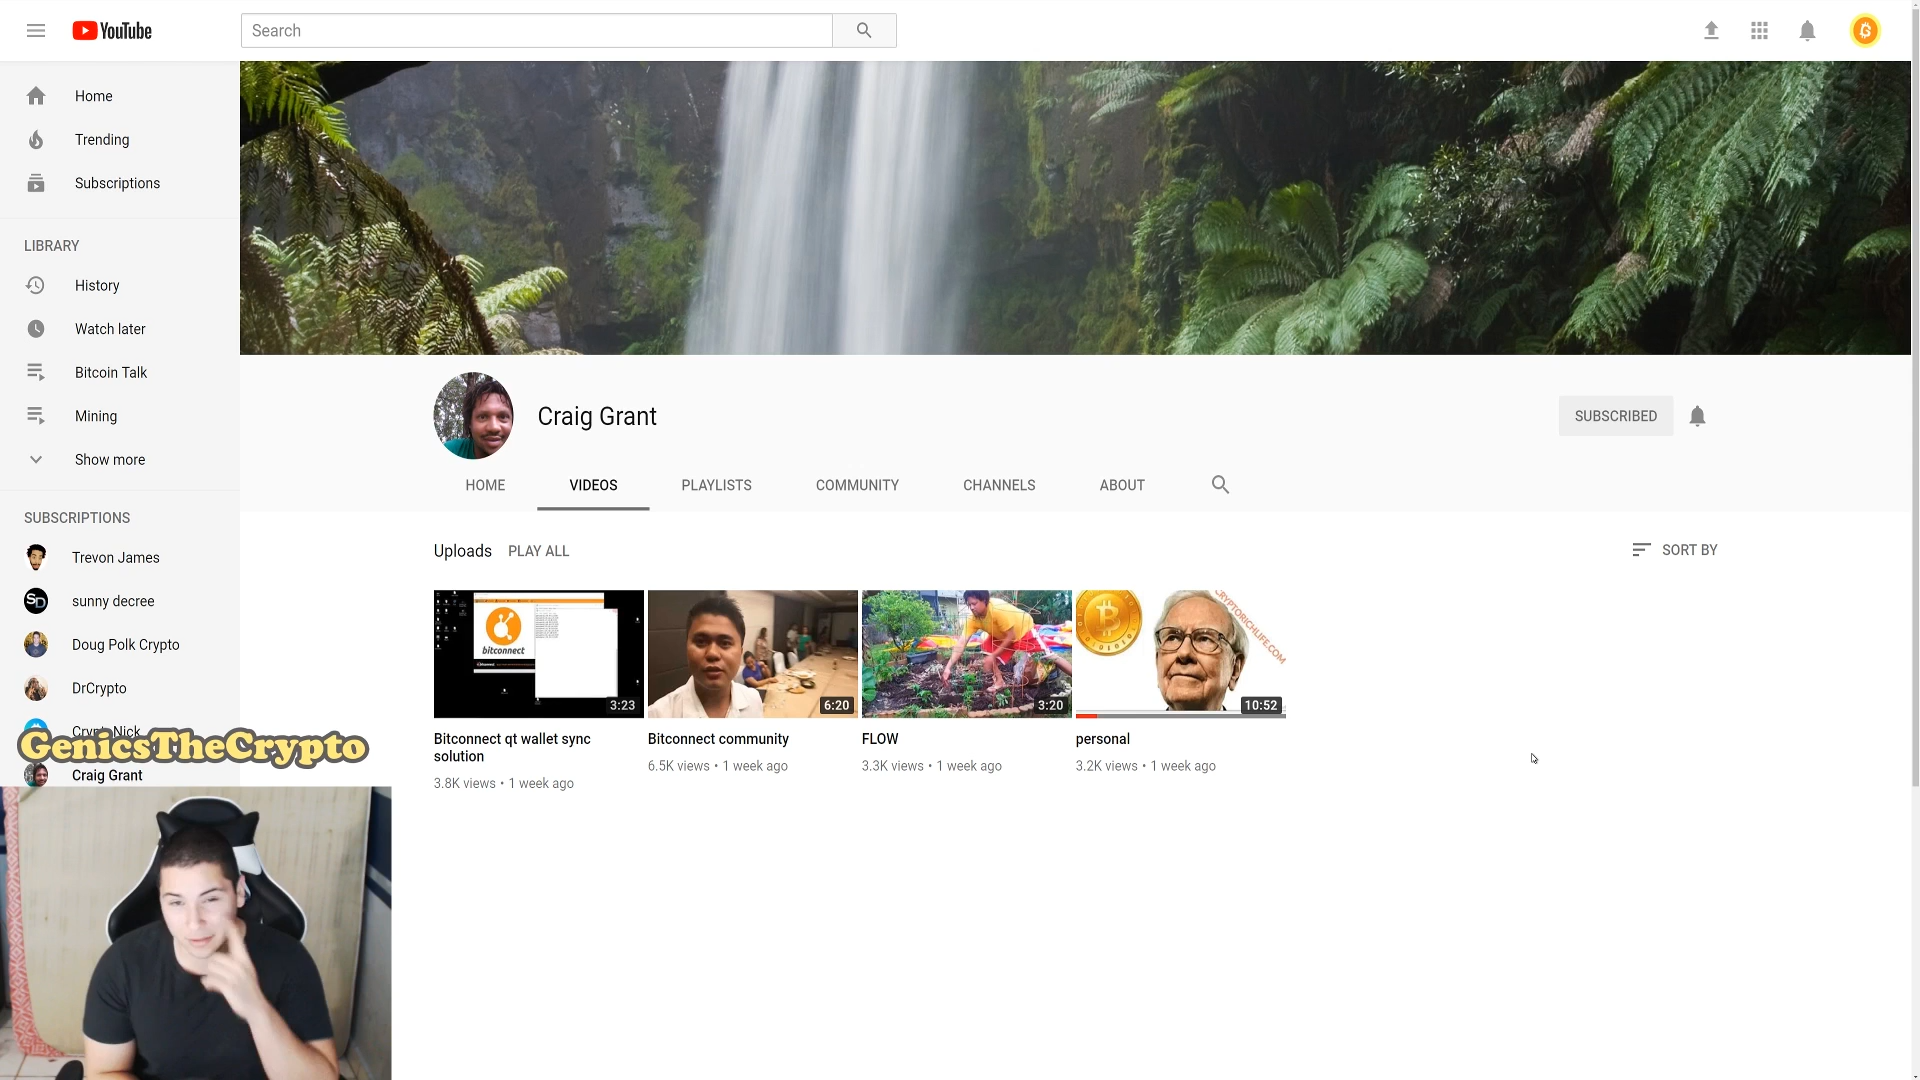 YouTube
Search
Home
Trending
Subscriptions
LIBRARY
History
Watch later
Bitcoin Talk
Mining
Show more
SUBSCRIPTIONS
Trevon James
SD
sunny decree
Doug Polk Crypto
DrCrypto
GenicsTheCrypto
Craig Grant
Craig Grant
SUBSCRIBED
HOME
VIDEOS
PLAYLISTS
COMMUNITY
CHANNELS
ABOUT
Uploads
PLAY ALL
SORT BY
bitconnect
3:23
6:20
3:20
CRYPTORICHLIFE.COM
10:52
Bitconnect qt wallet sync
solution
3.8K views • 1 week ago
Bitconnect community
6.5K views • 1 week ago
FLOW
3.3K views • 1 week ago
personal
3.2K views • 1 week ago